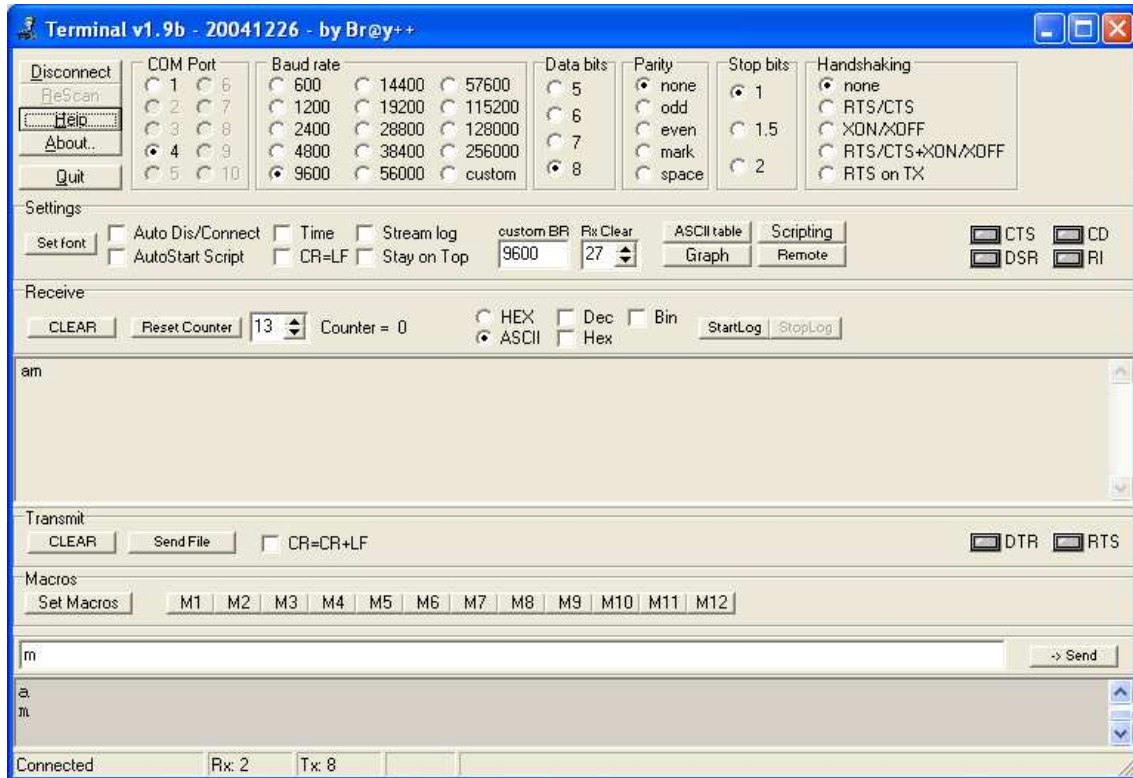 Terminal v1.9b - 20041226 - by Br@y++
Disconnect
ReScan
Help
About..
Quit
COM Port
1 6
2 7
3 8
4 9
5 10
Baud rate
600 14400 57600
1200 19200 115200
2400 28800 128000
4800 38400 256000
9600 56000 custom
Data bits
5
6
7
8
Parity
none
odd
even
mark
space
Stop bits
1
1.5
2
Handshaking
none
RTS/CTS
XON/XOFF
RTS/CTS+XON/XOFF
RTS on TX
Settings
Set font
Auto Dis/Connect Time Stream log
AutoStart Script CR=LF Stay on Top
custom BR Rx Clear
9600 27
ASCII table Scripting
Graph Remote
CTS CD
DSR RI
Receive
CLEAR Reset Counter 13 Counter = 0
HEX Dec Bin
ASCII Hex
StartLog StopLog
am
Transmit
CLEAR Send File CR=CR+LF DTR RTS
Macros
Set Macros M1 M2 M3 M4 M5 M6 M7 M8 M9 M10 M11 M12
m -> Send
a
m
Connected Rx: 2 Tx: 8